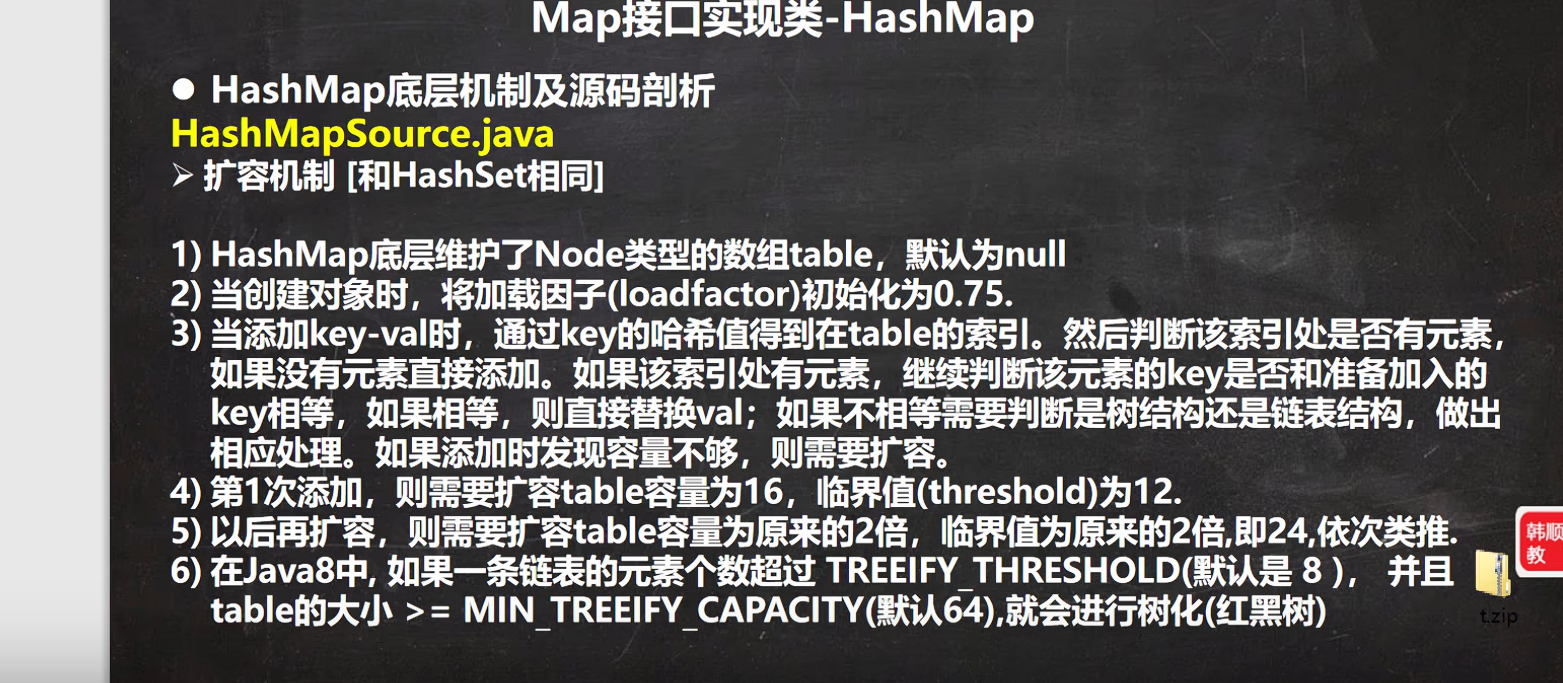 Map接口实现类-HashMap
● HashMap底层机制及源码剖析
HashMapSource.java
➢ 扩容机制 [和HashSet相同]
1) HashMap底层维护了Node类型的数组table，默认为null
2) 当创建对象时，将加载因子(loadfactor)初始化为0.75.
3) 当添加key-val时，通过key的哈希值得到在table的索引。然后判断该索引处是否有元素，
如果没有元素直接添加。如果该索引处有元素，继续判断该元素的key是否和准备加入的
key相等，如果相等，则直接替换val；如果不相等需要判断是树结构还是链表结构，做出
相应处理。如果添加时发现容量不够，则需要扩容。
4) 第1次添加，则需要扩容table容量为16，临界值(threshold)为12.
5) 以后再扩容，则需要扩容table容量为原来的2倍，临界值为原来的2倍,即24,依次类推.
6) 在Java8中, 如果一条链表的元素个数超过 TREEIFY_THRESHOLD(默认是 8 )， 并且
table的大小 >= MIN_TREEIFY_CAPACITY(默认64),就会进行树化(红黑树)
韩顺
教
t.zip